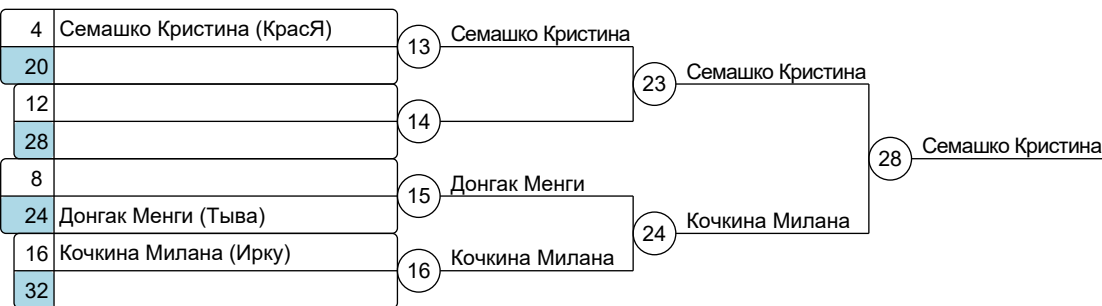 4 Семашко Кристина (КрасЯ)
20
13 Семашко Кристина
12
28
14
23 Семашко Кристина
8
24 Донгак Менги (Тыва)
15 Донгак Менги
16 Кочкина Милана (Ирку)
32
16 Кочкина Милана
24 Кочкина Милана
28 Семашко Кристина